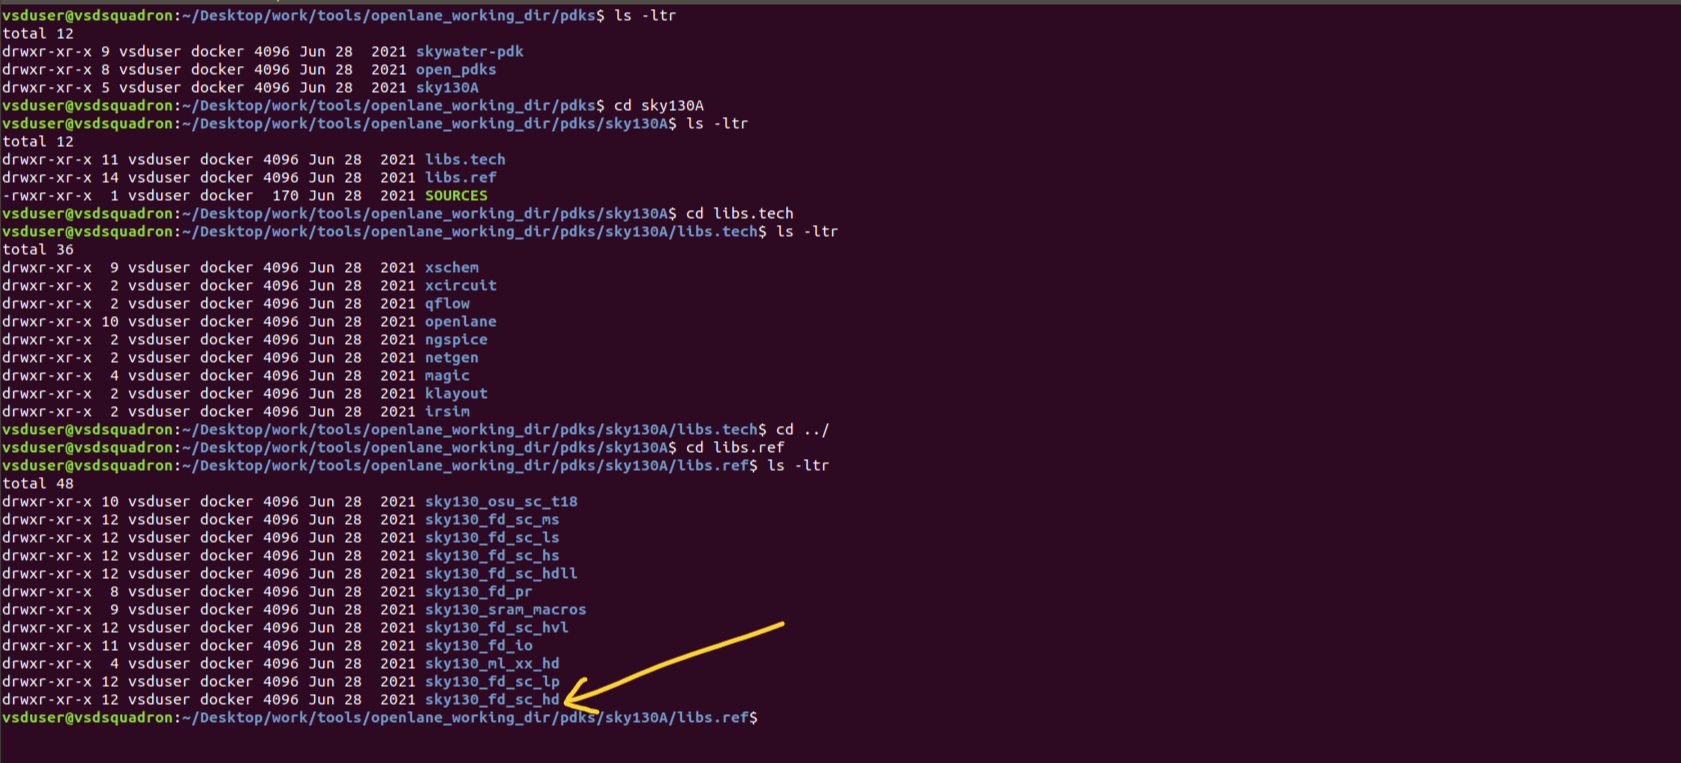 vsduser@vsdsquadron:~/Desktop/work/tools/openlane_working_dir/pdks$ ls -ltr
total 12
drwxr-xr-x 9 vsduser docker 4096 Jun 28  2021 skywater-pdk
drwxr-xr-x 8 vsduser docker 4096 Jun 28  2021 open_pdks
drwxr-xr-x 5 vsduser docker 4096 Jun 28  2021 sky130A
vsduser@vsdsquadron:~/Desktop/work/tools/openlane_working_dir/pdks$ cd sky130A
vsduser@vsdsquadron:~/Desktop/work/tools/openlane_working_dir/pdks/sky130A$ ls -ltr
total 12
drwxr-xr-x 11 vsduser docker 4096 Jun 28  2021 libs.tech
drwxr-xr-x 14 vsduser docker 4096 Jun 28  2021 libs.ref
-rwxr-xr-x  1 vsduser docker  170 Jun 28  2021 SOURCES
vsduser@vsdsquadron:~/Desktop/work/tools/openlane_working_dir/pdks/sky130A$ cd libs.tech
vsduser@vsdsquadron:~/Desktop/work/tools/openlane_working_dir/pdks/sky130A/libs.tech$ ls -ltr
total 36
drwxr-xr-x  9 vsduser docker 4096 Jun 28  2021 xschem
drwxr-xr-x  2 vsduser docker 4096 Jun 28  2021 xcircuit
drwxr-xr-x  2 vsduser docker 4096 Jun 28  2021 qflow
drwxr-xr-x 10 vsduser docker 4096 Jun 28  2021 openlane
drwxr-xr-x  2 vsduser docker 4096 Jun 28  2021 ngspice
drwxr-xr-x  2 vsduser docker 4096 Jun 28  2021 netgen
drwxr-xr-x  4 vsduser docker 4096 Jun 28  2021 magic
drwxr-xr-x  2 vsduser docker 4096 Jun 28  2021 klayout
drwxr-xr-x  2 vsduser docker 4096 Jun 28  2021 irsim
vsduser@vsdsquadron:~/Desktop/work/tools/openlane_working_dir/pdks/sky130A/libs.tech$ cd ../
vsduser@vsdsquadron:~/Desktop/work/tools/openlane_working_dir/pdks/sky130A$ cd libs.ref
vsduser@vsdsquadron:~/Desktop/work/tools/openlane_working_dir/pdks/sky130A/libs.ref$ ls -ltr
total 48
drwxr-xr-x 10 vsduser docker 4096 Jun 28  2021 sky130_osu_sc_t18
drwxr-xr-x 12 vsduser docker 4096 Jun 28  2021 sky130_fd_sc_ms
drwxr-xr-x 12 vsduser docker 4096 Jun 28  2021 sky130_fd_sc_ls
drwxr-xr-x 12 vsduser docker 4096 Jun 28  2021 sky130_fd_sc_hs
drwxr-xr-x 12 vsduser docker 4096 Jun 28  2021 sky130_fd_sc_hdll
drwxr-xr-x  8 vsduser docker 4096 Jun 28  2021 sky130_fd_pr
drwxr-xr-x  9 vsduser docker 4096 Jun 28  2021 sky130_sram_macros
drwxr-xr-x 12 vsduser docker 4096 Jun 28  2021 sky130_fd_sc_hvl
drwxr-xr-x 11 vsduser docker 4096 Jun 28  2021 sky130_fd_io
drwxr-xr-x  4 vsduser docker 4096 Jun 28  2021 sky130_ml_xx_hd
drwxr-xr-x 12 vsduser docker 4096 Jun 28  2021 sky130_fd_sc_lp
drwxr-xr-x 12 vsduser docker 4096 Jun 28  2021 sky130_fd_sc_hd
vsduser@vsdsquadron:~/Desktop/work/tools/openlane_working_dir/pdks/sky130A/libs.ref$